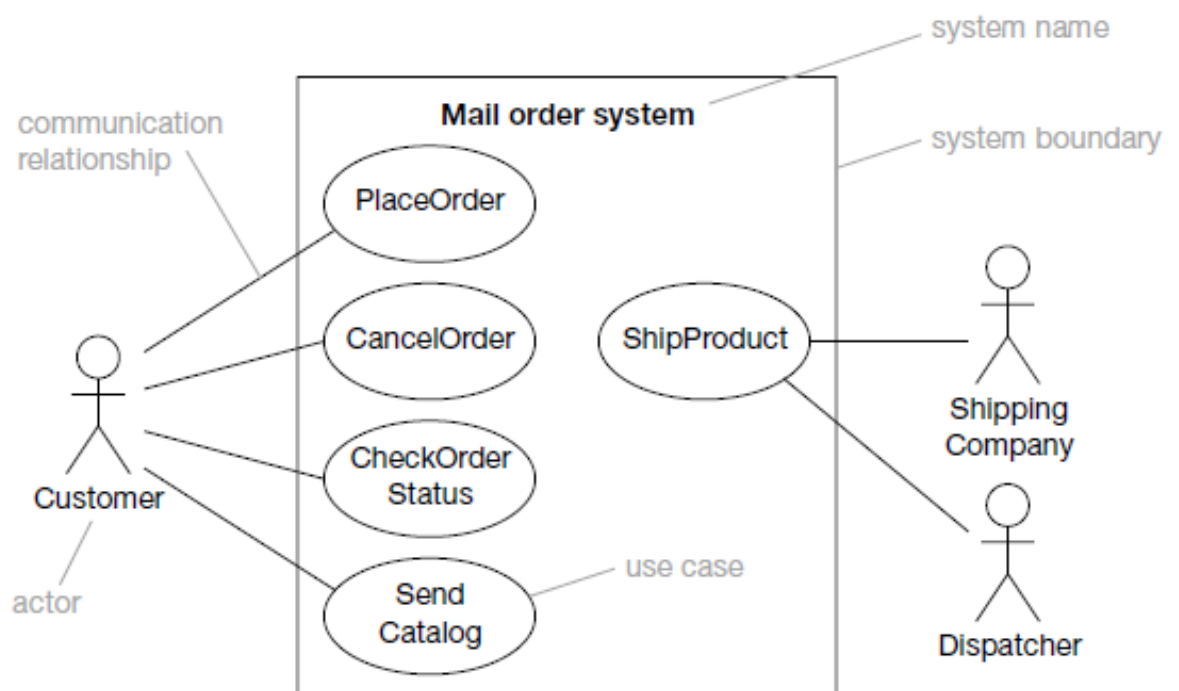 system name
Mail order system
communication
relationship
system boundary
PlaceOrder
CancelOrder
ShipProduct
Shipping
Company
CheckOrder
Status
Customer
use case
Send
Catalog
actor
Dispatcher